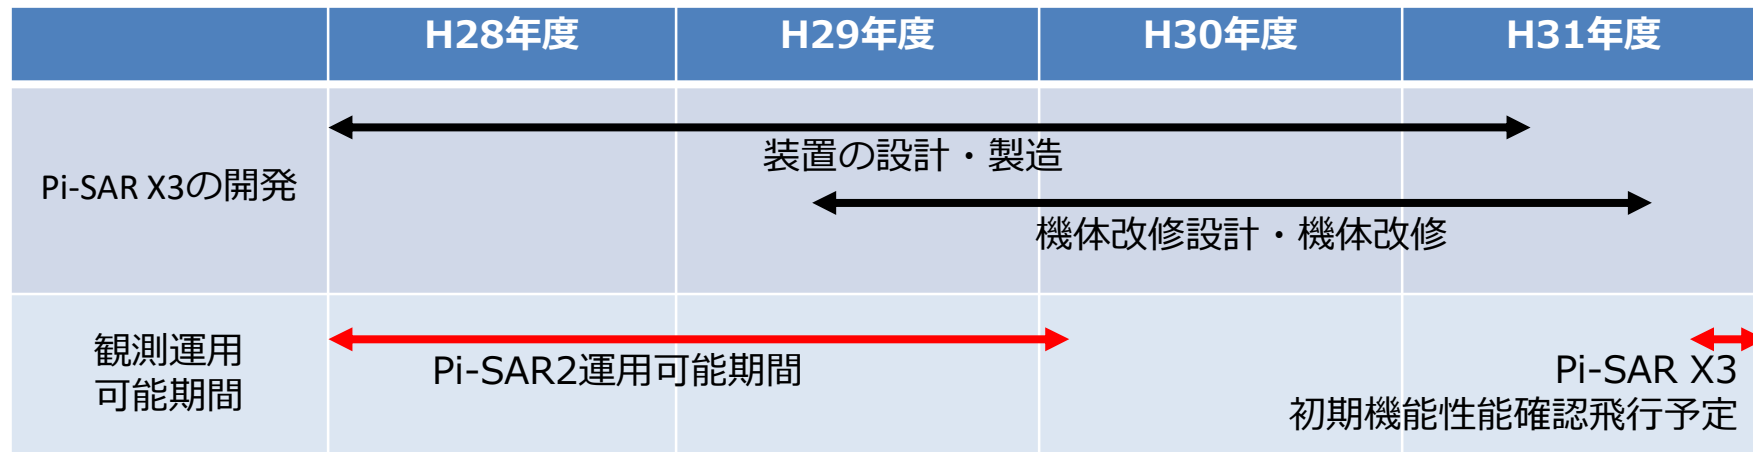 H28年度 H29年度 H30年度 H31年度
Pi-SAR X3の開発
装置の設計・製造
機体改修設計・機体改修
観測運用
可能期間
Pi-SAR2運用可能期間
Pi-SAR X3
初期機能性能確認飛行予定